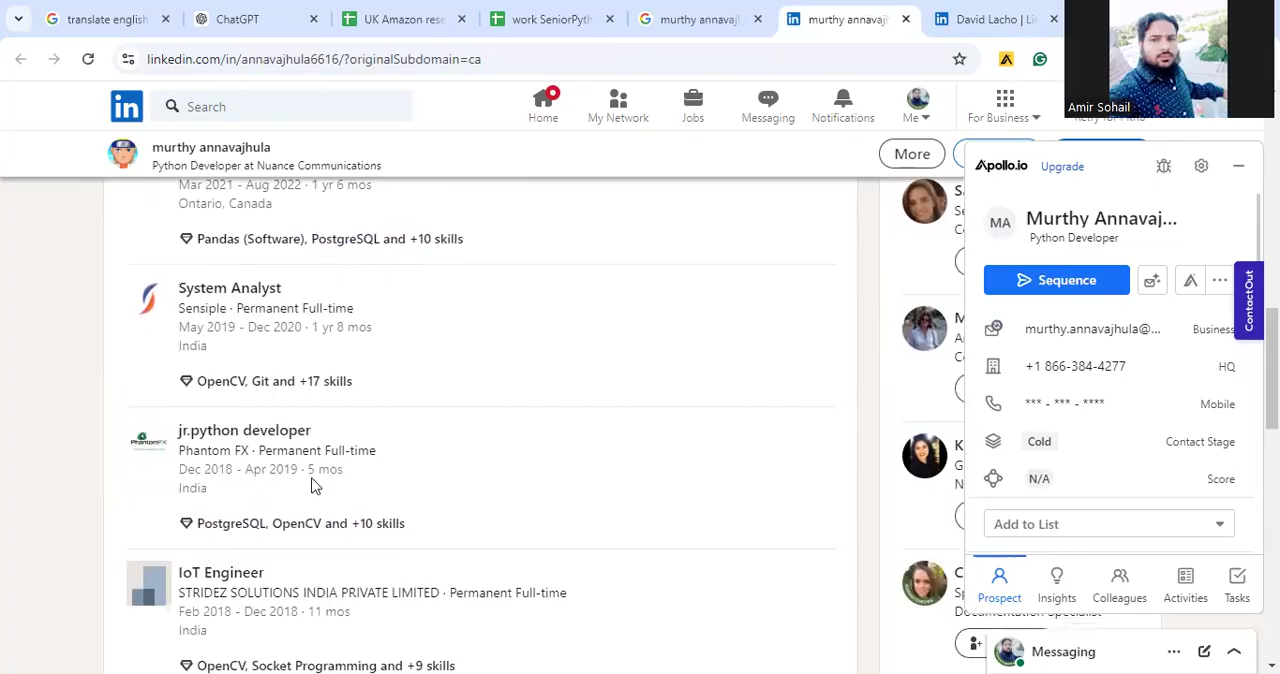 translate english
ChatGPT
UK Amazon rese
work SeniorPyth
murthy annavajl
murthy annavajh
David Lacho | Li
linkedin.com/in/annavajhula6616/?originalSubdomain=ca
Amir Sohail
in
Search
Home
My Network
Jobs
Messaging
Notifications
Me
For Business
murthy annavajhula
Python Developer at Nuance Communications
More
Mar 2021 - Aug 2022 · 1 yr 6 mos
Ontario, Canada
Pandas (Software), PostgreSQL and +10 skills
System Analyst
Sensiple · Permanent Full-time
May 2019 - Dec 2020 · 1 yr 8 mos
India
OpenCV, Git and +17 skills
jr.python developer
PhantomFX
Phantom FX · Permanent Full-time
Dec 2018 - Apr 2019 · 5 mos
India
PostgreSQL, OpenCV and +10 skills
IoT Engineer
STRIDEZ SOLUTIONS INDIA PRIVATE LIMITED · Permanent Full-time
Feb 2018 - Dec 2018 · 11 mos
India
OpenCV, Socket Programming and +9 skills
Apollo.io
Upgrade
MA
Murthy Annavaj...
Python Developer
Sequence
ContactOut
murthy.annavajhula@...
Business
+1 866-384-4277
HQ
*** - *** - ****
Mobile
Cold
Contact Stage
N/A
Score
Add to List
Prospect
Insights
Colleagues
Activities
Tasks
Messaging